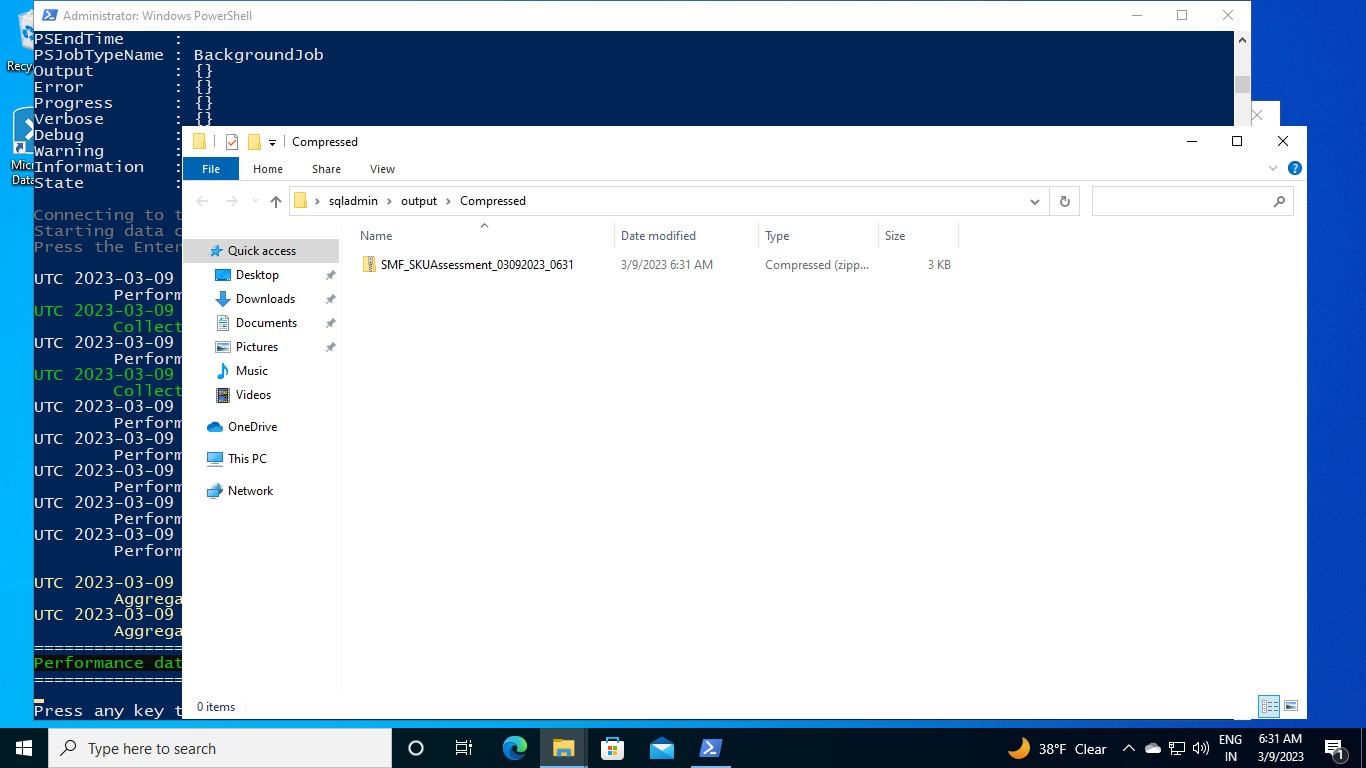 Administrator: Windows PowerShell
PSEndTime :
PSJobTypeName : BackgroundJob
Output : {}
Error : {}
Progress : {}
Verbose : {}
Debug :
Warning :
Information :
State :
Connecting to t
Starting data c
Press the Enter
UTC 2023-03-09
Perform
UTC 2023-03-09
Collect
UTC 2023-03-09
Perform
UTC 2023-03-09
Collect
UTC 2023-03-09
Perform
UTC 2023-03-09
Perform
UTC 2023-03-09
Perform
UTC 2023-03-09
Perform
UTC 2023-03-09
Perform
UTC 2023-03-09
Aggrega
UTC 2023-03-09
Aggrega
===============
Performance dat
===============
Press any key t
Recy
Mic
Data
Compressed
File Home Share View
sqladmin > output > Compressed
Name Date modified Type Size
SMF_SKUAssessment_03092023_0631 3/9/2023 6:31 AM Compressed (zipp... 3 KB
Quick access
Desktop
Downloads
Documents
Pictures
Music
Videos
OneDrive
This PC
Network
0 items
Type here to search
38°F Clear
ENG
IN
6:31 AM
3/9/2023
1